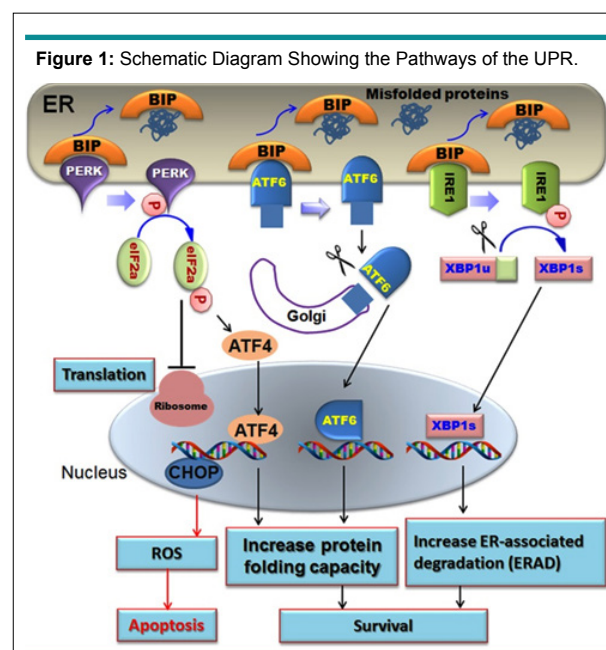 Figure 1: Schematic Diagram Showing the Pathways of the UPR.
ER
BIP
BIP
Misfolded proteins
BIP
BIP
BIP
BIP
PERK
PERK
ATF6
ATF6
IRE1
IRE1
P
P
eIF2a
eIF2a
P
ATF6
XBP1u
XBP1s
Golgi
ATF4
Translation
Ribosome
ATF4
ATF6
XBP1s
Nucleus
CHOP
ROS
Increase protein
folding capacity
Increase ER-associated
degradation (ERAD)
Apoptosis
Survival